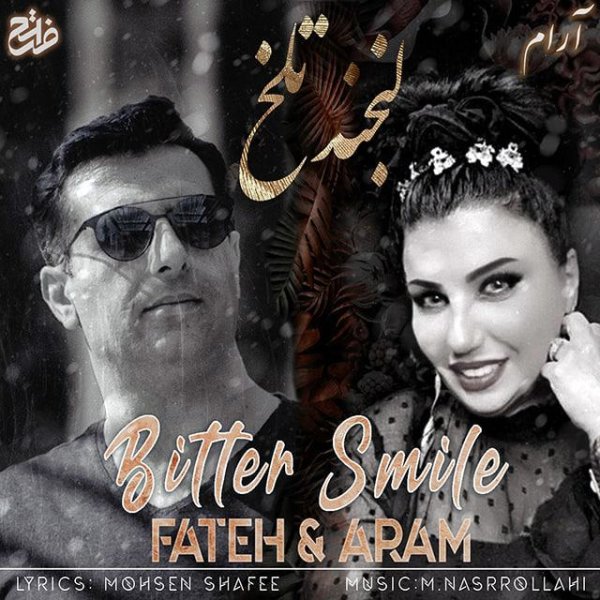 فاتح
آرام
لبخند تلخ
Bitter Smile
FATEH & ARAM
LYRICS: MOHSEN SHAFEE
MUSIC:M.NASRROLLAHI